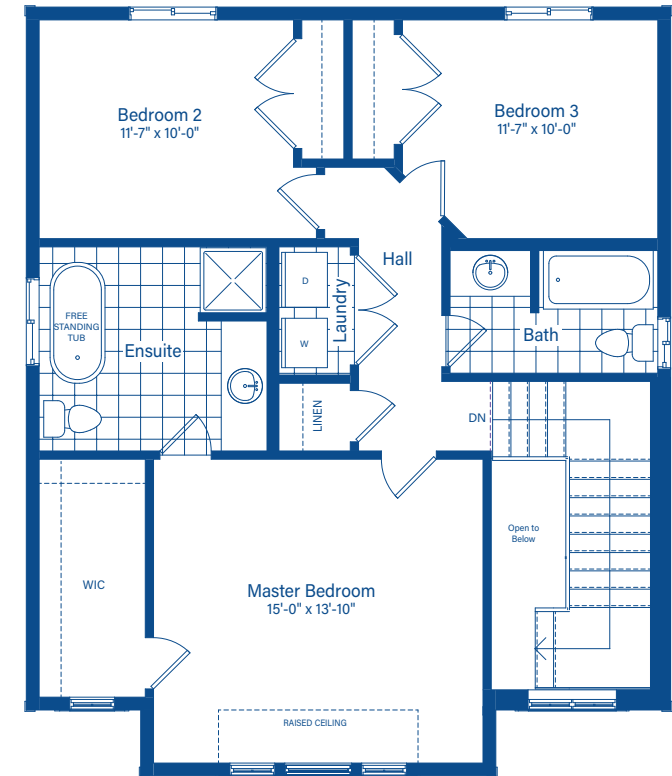 Bedroom 2
11'-7" x 10'-0"
Bedroom 3
11'-7" x 10'-0"
Hall
D
W
Laundry
FREE
STANDING
TUB
Ensuite
Bath
LINEN
DN
Open to
Below
WIC
Master Bedroom
15'-0" x 13'-10"
RAISED CEILING